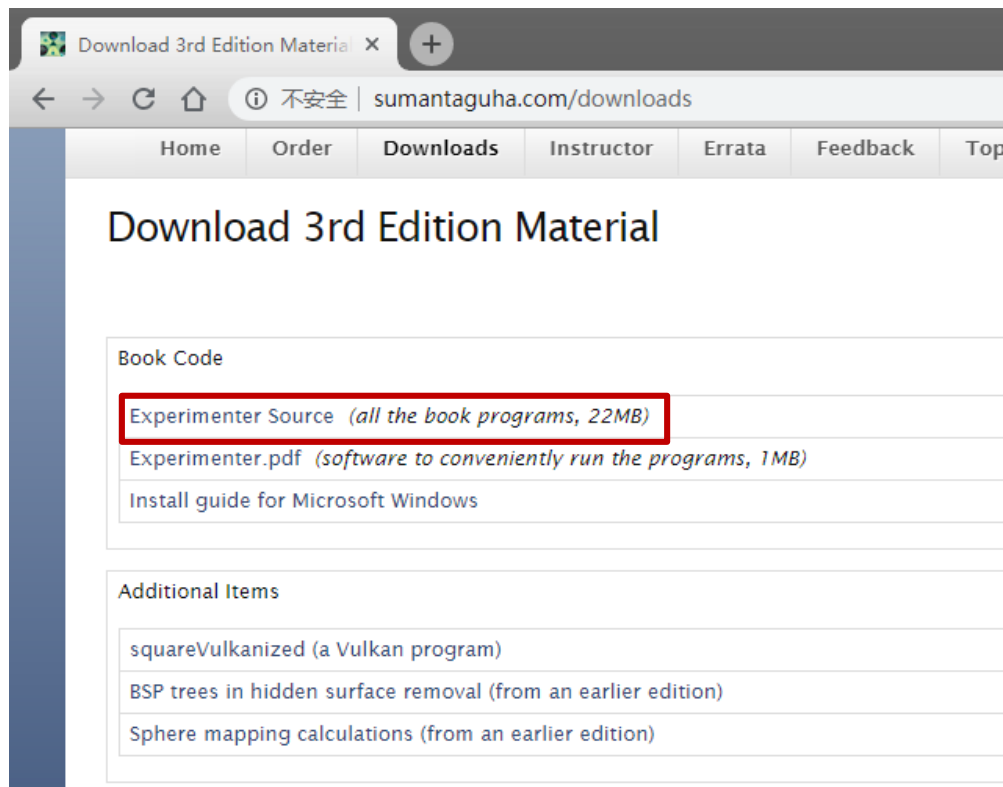 Download 3rd Edition Material
不安全 | sumantaguha.com/downloads
Home Order Downloads Instructor Errata Feedback Top
Download 3rd Edition Material
Book Code
Experimenter Source (all the book programs, 22MB)
Experimenter.pdf (software to conveniently run the programs, 1MB)
Install guide for Microsoft Windows
Additional Items
squareVulkanized (a Vulkan program)
BSP trees in hidden surface removal (from an earlier edition)
Sphere mapping calculations (from an earlier edition)